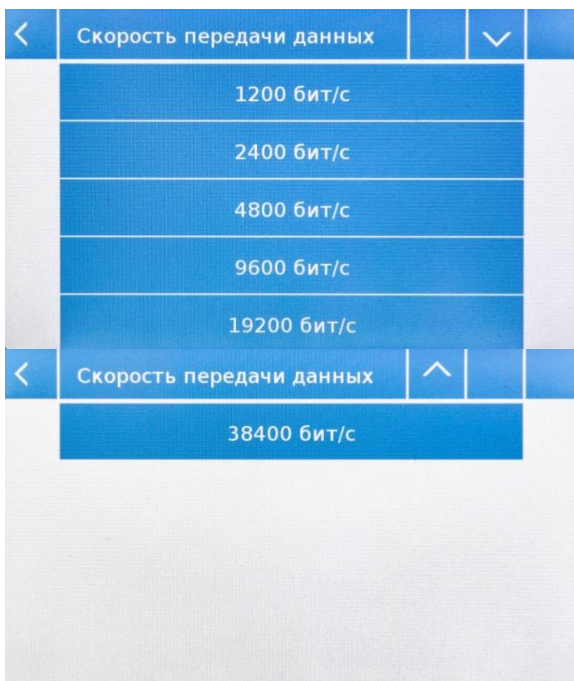 Скорость передачи данных
1200 бит/с
2400 бит/с
4800 бит/с
9600 бит/с
19200 бит/с
Скорость передачи данных
38400 бит/с